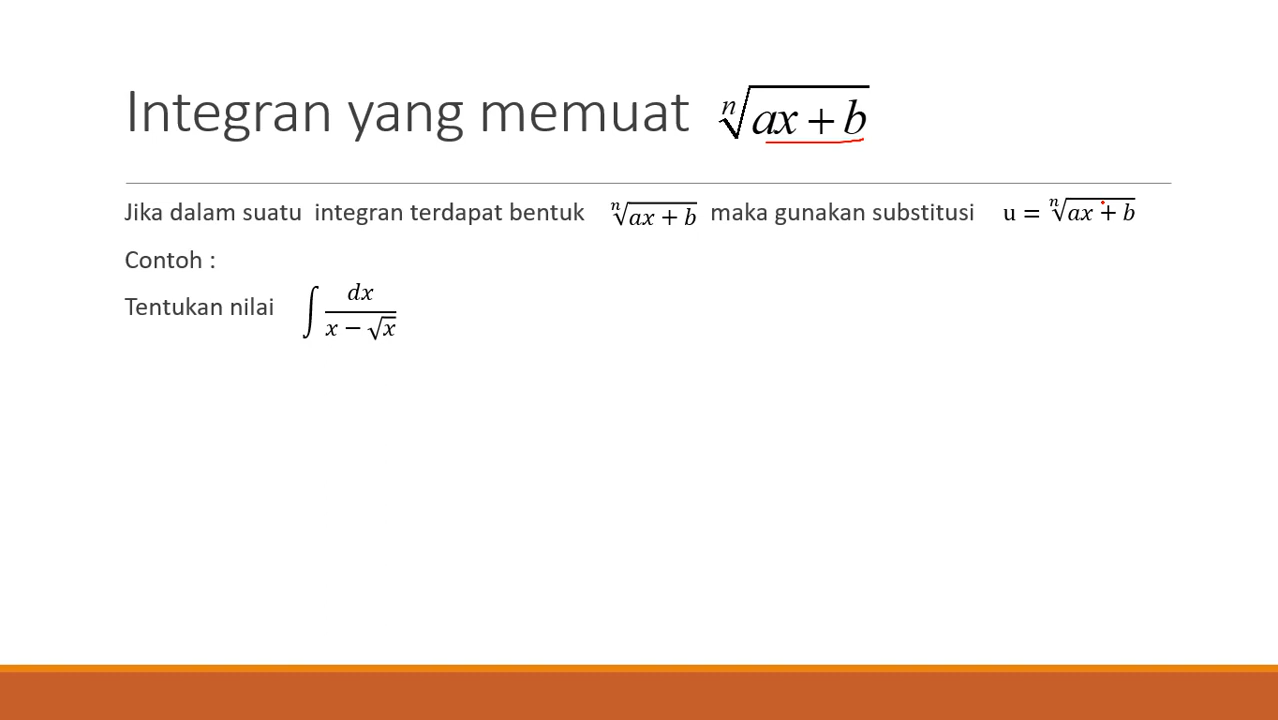 Integran yang memuat ⁿ√(ax + b)
Jika dalam suatu integran terdapat bentuk ⁿ√(ax + b) maka gunakan substitusi u = ⁿ√(ax + b)
Contoh :
Tentukan nilai ∫ dx / (x − √x)